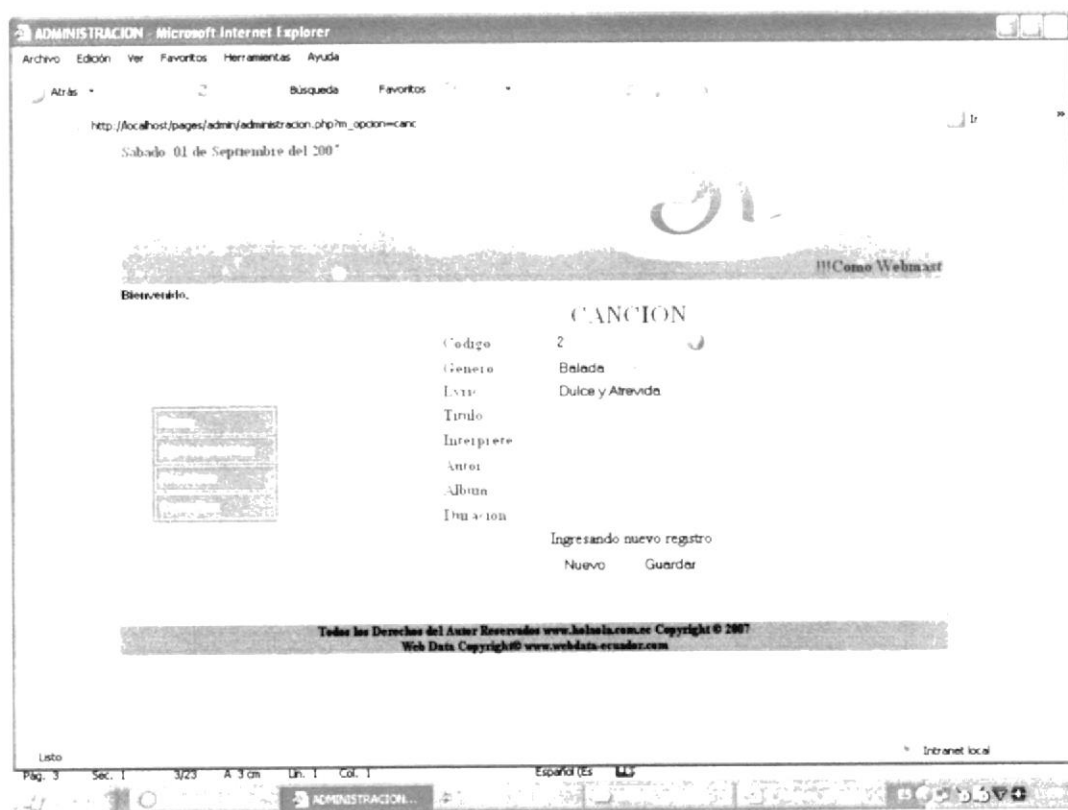 ADMINISTRACION - Microsoft Internet Explorer
Archivo Edición Ver Favoritos Herramientas Ayuda
Atrás Búsqueda Favoritos
http://localhost/pages/admin/administracion.php?m_opcion=canc Ir »
Sabado 01 de Septiembre del 200
!!!Como Webmast
Bienvenido.
CANCION
Codigo 2
Genero Balada
Dulce y Atrevida
Titulo
Interprete
Autor
Album
Duracion
Ingresando nuevo registro
Nuevo Guardar
Todos los Derechos del Autor Reservados www.holaola.com.ec Copyright © 2007
Web Data Copyright© www.webdata-ecuador.com
Listo Intranet local
Pág. 3 Sec. 1 3/23 A 3 cm Lín. 1 Col. 1 Español (Es
ADMINISTRACION...